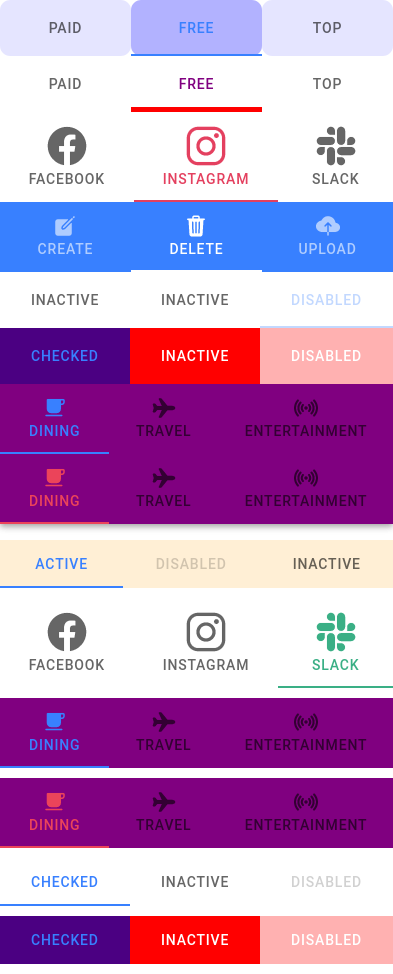 PAID FREE TOP
PAID FREE TOP
FACEBOOK INSTAGRAM SLACK
CREATE DELETE UPLOAD
INACTIVE INACTIVE DISABLED
CHECKED INACTIVE DISABLED
DINING TRAVEL ENTERTAINMENT
DINING TRAVEL ENTERTAINMENT
ACTIVE DISABLED INACTIVE
FACEBOOK INSTAGRAM SLACK
DINING TRAVEL ENTERTAINMENT
DINING TRAVEL ENTERTAINMENT
CHECKED INACTIVE DISABLED
CHECKED INACTIVE DISABLED